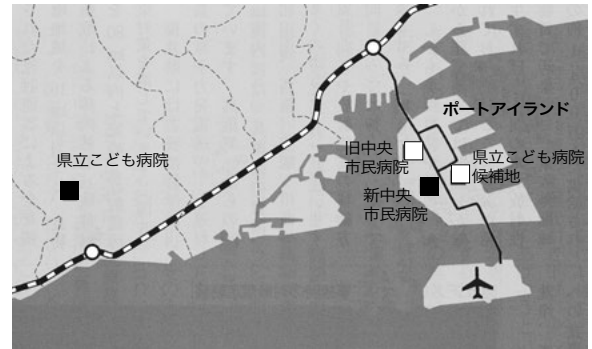 ポートアイランド
旧中央
市民病院
県立こども病院
県立こども病院
候補地
新中央
市民病院